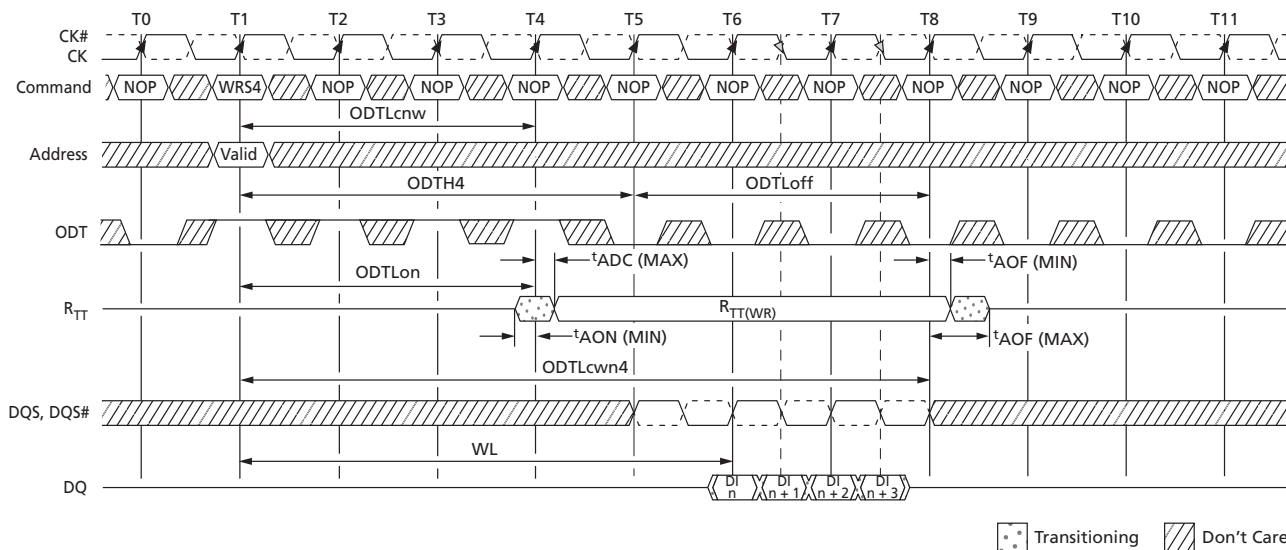 T0 T1 T2 T3 T4 T5 T6 T7 T8 T9 T10 T11
CK#
CK
Command NOP WRS4 NOP NOP NOP NOP NOP NOP NOP NOP NOP NOP
ODTLcnw
Address Valid
ODTH4 ODTLoff
ODT
ODTLon tADC (MAX) tAOF (MIN)
RTT RTT(WR)
tAON (MIN) tAOF (MAX)
ODTLcwn4
DQS, DQS#
WL
DQ DI n DI n + 1 DI n + 2 DI n + 3
Transitioning Don't Care